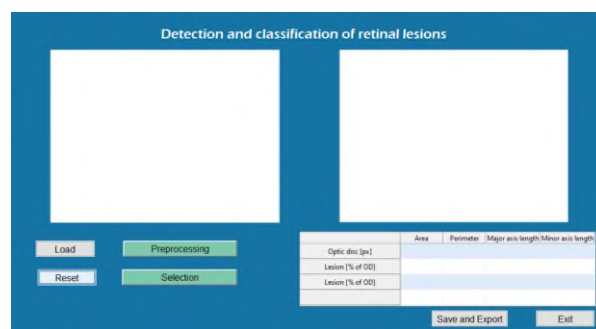 Detection and classification of retinal lesions
Load Preprocessing
Reset Selection
Area Perimeter Major axis length Minor axis length
Optic disc [px]
Lesion [% of OD]
Lesion [% of OD]
Save and Export Exit